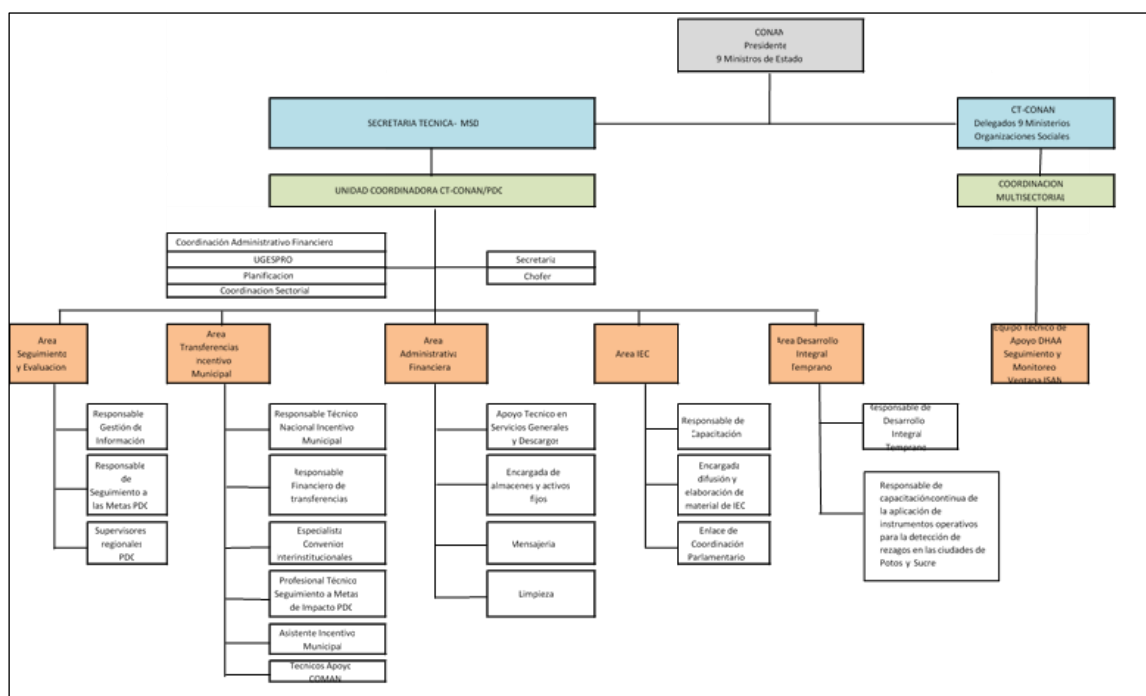 CONAN
Presidente
9 Ministros de Estado
SECRETARIA TECNICA- MSD
CT-CONAN
Delegados 9 Ministerios
Organizaciones Sociales
UNIDAD COORDINADORA CT-CONAN/PDC
COORDINACION
MULTISECTORIAL
Coordinación Administrativo Financiero
UGESPRO
Planificacion
Coordinacion Sectorial
Secretaria
Chofer
Area
Seguimiento
y Evaluacion
Area
Transferencias
Incentivo
Municipal
Area
Administrativa
Financiera
Area IEC
Area Desarrollo
Integral
Temprano
Equipo Tecnico de
Apoyo DHAA
Seguimiento y
Monitoreo
Ventana ISAN
Responsable
Gestión de
Información
Responsable
de
Seguimiento a
las Metas PDC
Supervisores
regionales
PDC
Responsable Técnico
Nacional Incentivo
Municipal
Responsable
Financiero de
transferencias
Especialista
Convenios
Interinstitucionales
Profesional Técnico
Seguimiento a Metas
de Impacto PDC
Asistente Incentivo
Municipal
Tecnicos Apoyo
COMAN
Apoyo Tecnico en
Servicios Generales
y Descargos
Encargada de
almacenes y activos
fijos
Mensajeria
Limpieza
Responsable de
Capacitación
Encargada
difusión y
elaboración de
material de IEC
Enlace de
Coordinación
Parlamentario
Responsable de
Desarrollo
Integral
Temprano
Responsable de
capacitacióncontinua de
la aplicación de
instrumentos operativos
para la detección de
rezagos en las ciudades de
Potos y Sucre